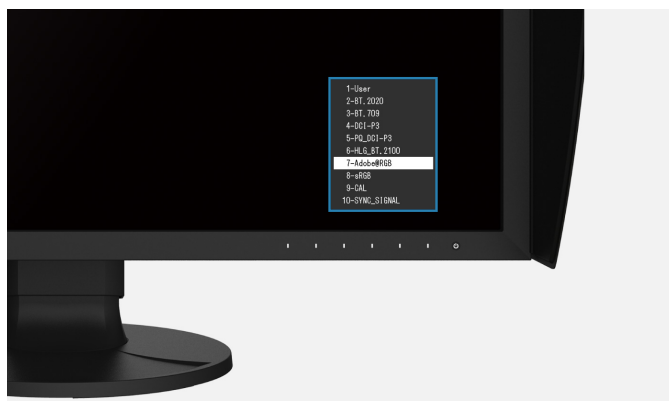 1-User
2-BT.2020
3-BT.709
4-DCI-P3
5-PQ_DCI-P3
6-HLG_BT.2100
7-Adobe®RGB
8-sRGB
9-CAL
10-SYNC_SIGNAL